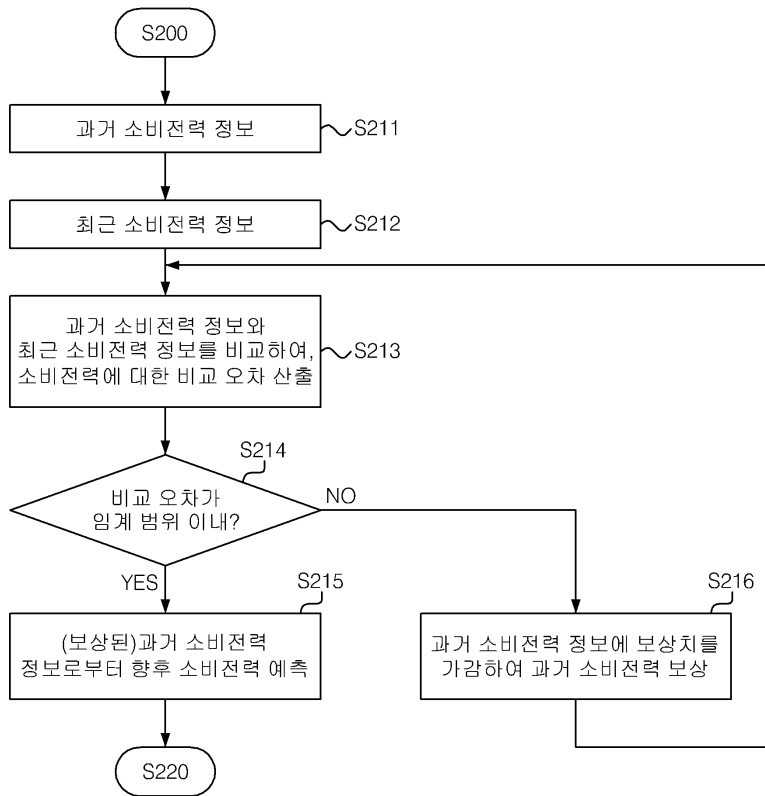 S200
과거 소비전력 정보
S211
최근 소비전력 정보
S212
과거 소비전력 정보와
최근 소비전력 정보를 비교하여,
소비전력에 대한 비교 오차 산출
S213
S214
비교 오차가
임계 범위 이내?
NO
YES
S215
(보상된)과거 소비전력
정보로부터 향후 소비전력 예측
S216
과거 소비전력 정보에 보상치를
가감하여 과거 소비전력 보상
S220